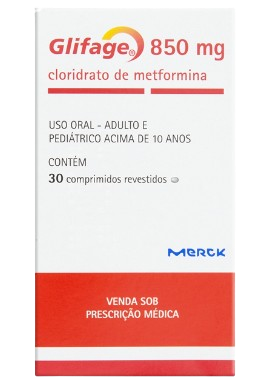 Glifage® 850 mg
cloridrato de metformina
USO ORAL - ADULTO E
PEDIÁTRICO ACIMA DE 10 ANOS
CONTÉM
30 comprimidos revestidos
MERCK
VENDA SOB
PRESCRIÇÃO MÉDICA